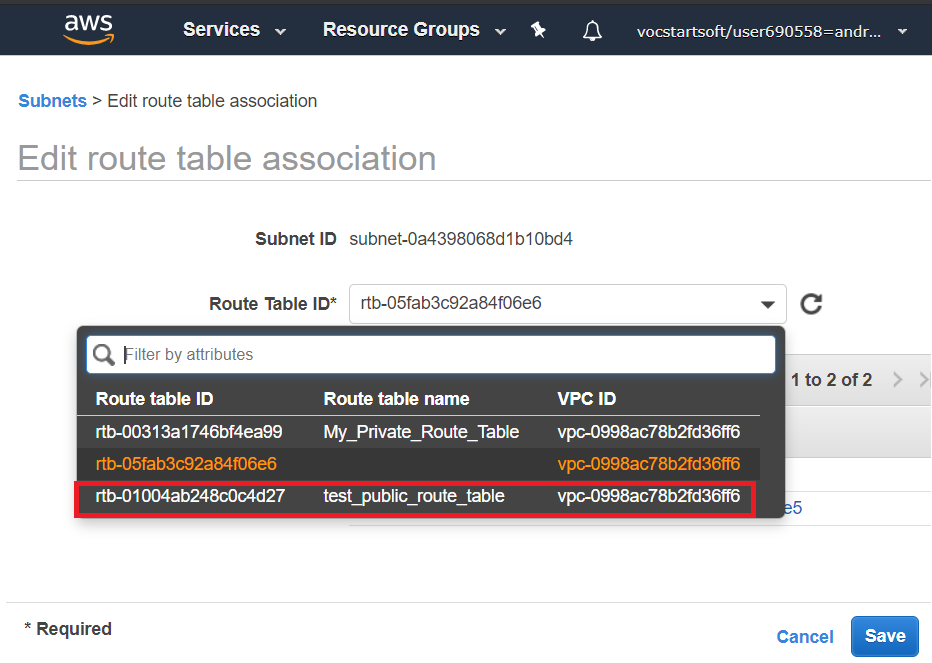 aws Services Resource Groups vocstartsoft/user690558=andr...
Subnets > Edit route table association
Edit route table association
Subnet ID subnet-0a4398068d1b10bd4
Route Table ID* rtb-05fab3c92a84f06e6
Filter by attributes
1 to 2 of 2
Route table ID Route table name VPC ID
rtb-00313a1746bf4ea99 My_Private_Route_Table vpc-0998ac78b2fd36ff6
rtb-05fab3c92a84f06e6 vpc-0998ac78b2fd36ff6
rtb-01004ab248c0c4d27 test_public_route_table vpc-0998ac78b2fd36ff6
e5
* Required
Cancel Save